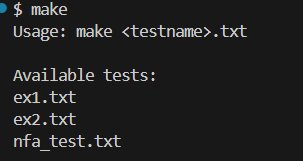 $ make
Usage: make <testname>.txt
Available tests:
ex1.txt
ex2.txt
nfa_test.txt